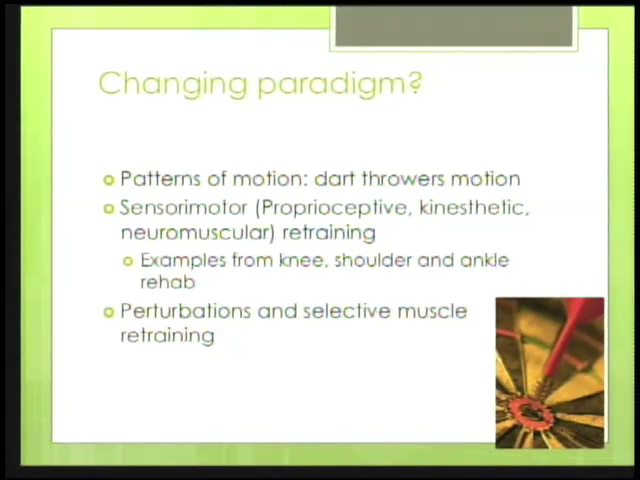 Changing paradigm?
Patterns of motion: dart throwers motion
Sensorimotor (Proprioceptive, kinesthetic,
neuromuscular) retraining
Examples from knee, shoulder and ankle
rehab
Perturbations and selective muscle
retraining